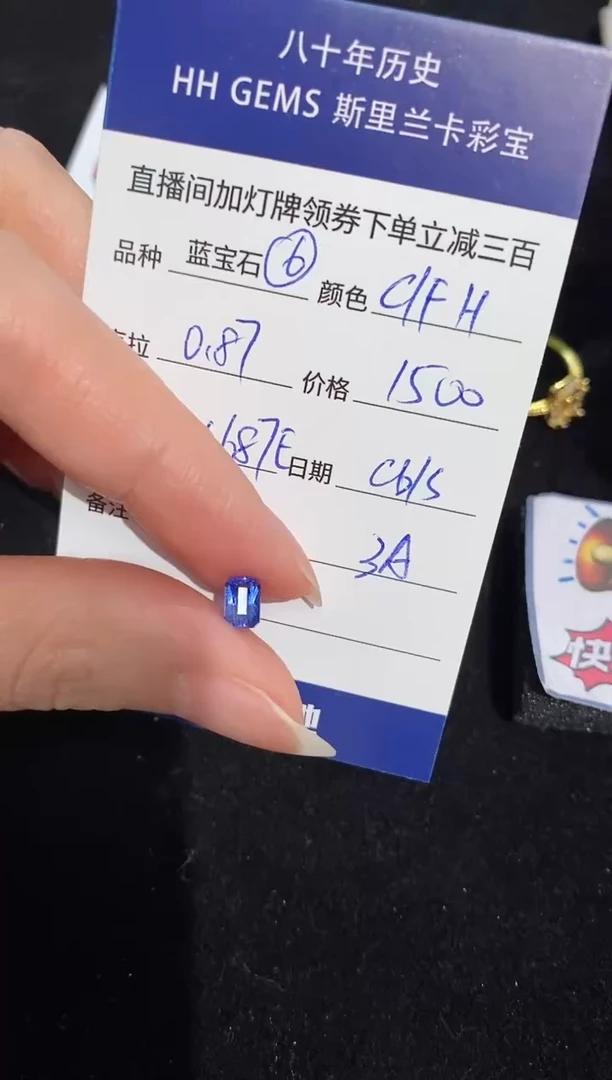 八十年历史
HH GEMS 斯里兰卡彩宝
直播间加灯牌领券下单立减三百
品种 蓝宝石 ⑥ 颜色 C/F H
拉 0.87 价格 1500
687E 日期 Cb/S
备注 3A
快